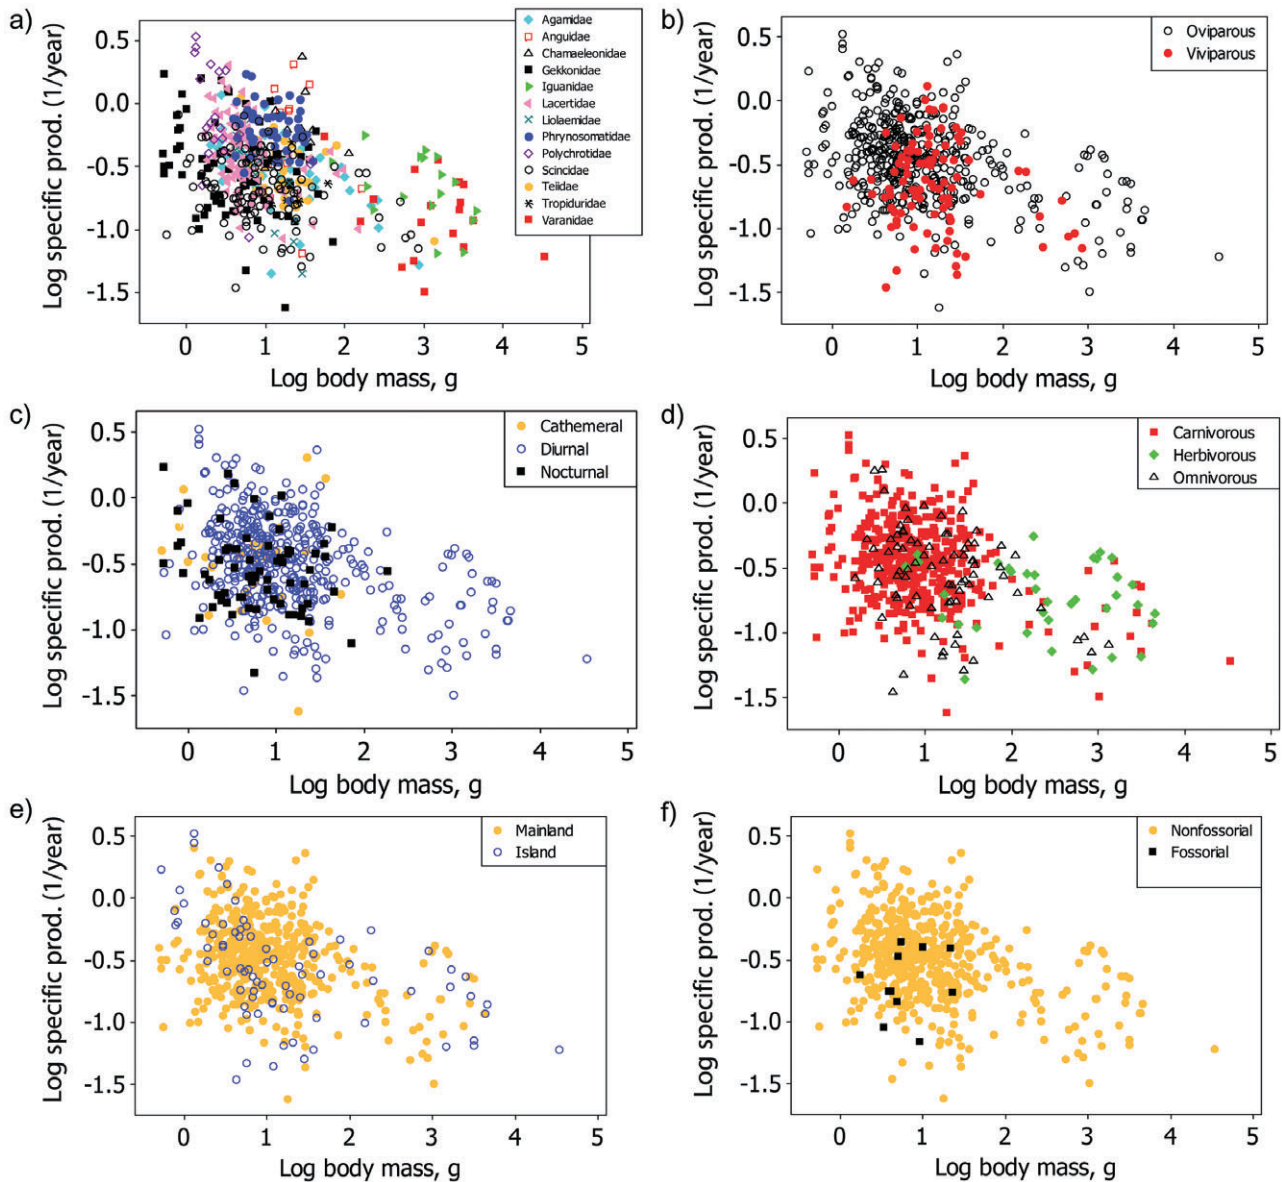 a)
Log specific prod. (1/year)
0.5
0.0
-0.5
-1.0
-1.5
0 1 2 3 4 5
Log body mass, g
Agamidae
Anguidae
Chamaeleonidae
Gekkonidae
Iguanidae
Lacertidae
Liolaemidae
Phrynosomatidae
Polychrotidae
Scincidae
Teiidae
Tropiduridae
Varanidae
b)
Log specific prod. (1/year)
0.5
0.0
-0.5
-1.0
-1.5
0 1 2 3 4 5
Log body mass, g
Oviparous
Viviparous
c)
Log specific prod. (1/year)
0.5
0.0
-0.5
-1.0
-1.5
0 1 2 3 4 5
Log body mass, g
Cathemeral
Diurnal
Nocturnal
d)
Log specific prod. (1/year)
0.5
0.0
-0.5
-1.0
-1.5
0 1 2 3 4 5
Log body mass, g
Carnivorous
Herbivorous
Omnivorous
e)
Log specific prod. (1/year)
0.5
0.0
-0.5
-1.0
-1.5
0 1 2 3 4 5
Log body mass, g
Mainland
Island
f)
Log specific prod. (1/year)
0.5
0.0
-0.5
-1.0
-1.5
0 1 2 3 4 5
Log body mass, g
Nonfossorial
Fossorial